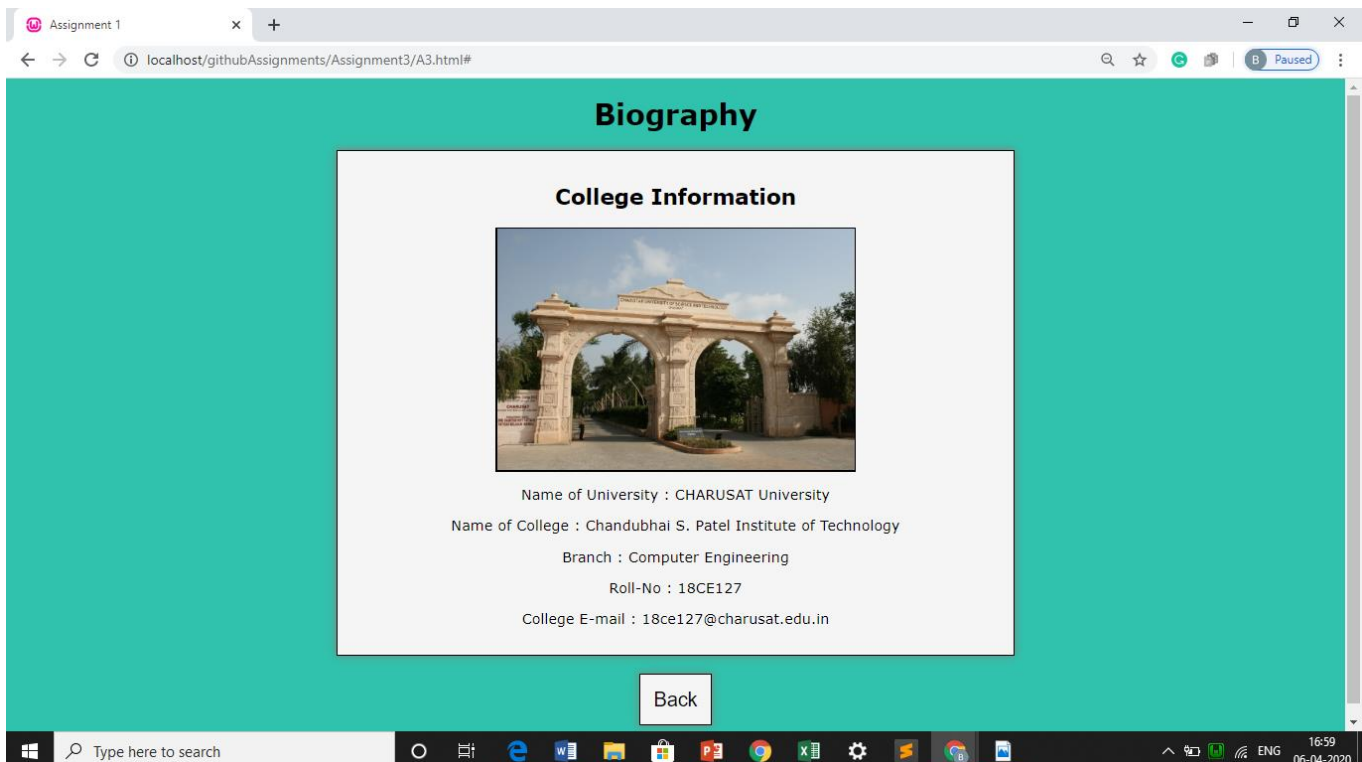 Assignment 1
localhost/githubAssignments/Assignment3/A3.html#
B Paused
Biography
College Information
CHARUSAT
Name of University : CHARUSAT University
Name of College : Chandubhai S. Patel Institute of Technology
Branch : Computer Engineering
Roll-No : 18CE127
College E-mail : 18ce127@charusat.edu.in
Back
Type here to search
ENG
16:59
06-04-2020